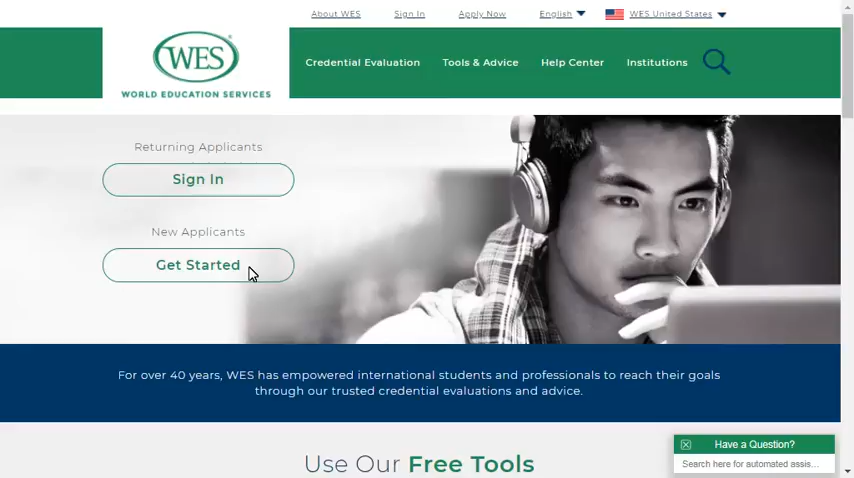 About WES Sign In Apply Now English WES United States
WES
WORLD EDUCATION SERVICES
Credential Evaluation Tools & Advice Help Center Institutions
Returning Applicants
Sign In
New Applicants
Get Started
For over 40 years, WES has empowered international students and professionals to reach their goals
through our trusted credential evaluations and advice.
Use Our Free Tools
Have a Question?
Search here for automated assis...